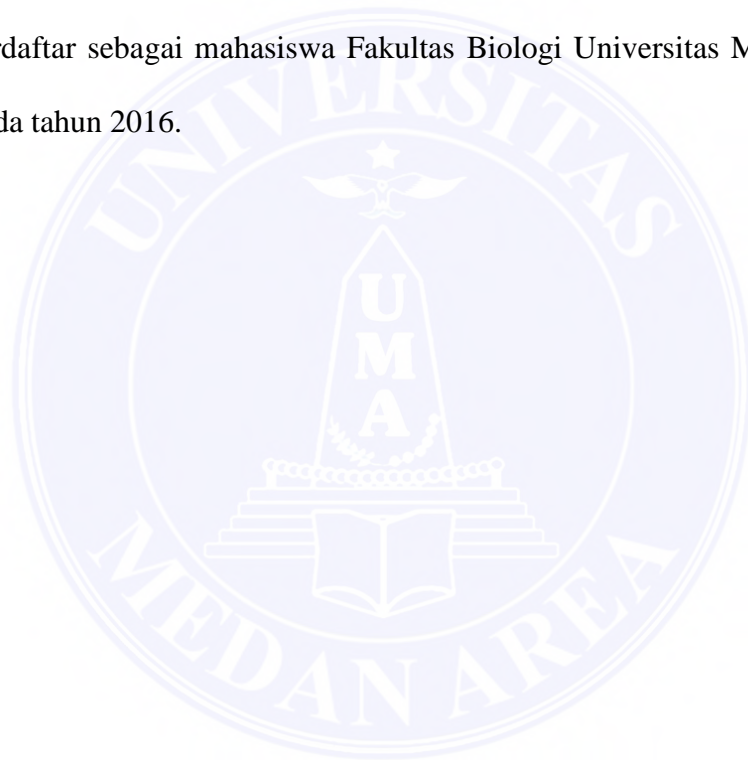 rdaftar sebagai mahasiswa Fakultas Biologi Universitas M
da tahun 2016.
UNIVERSITAS
U
M
A
MEDAN AREA